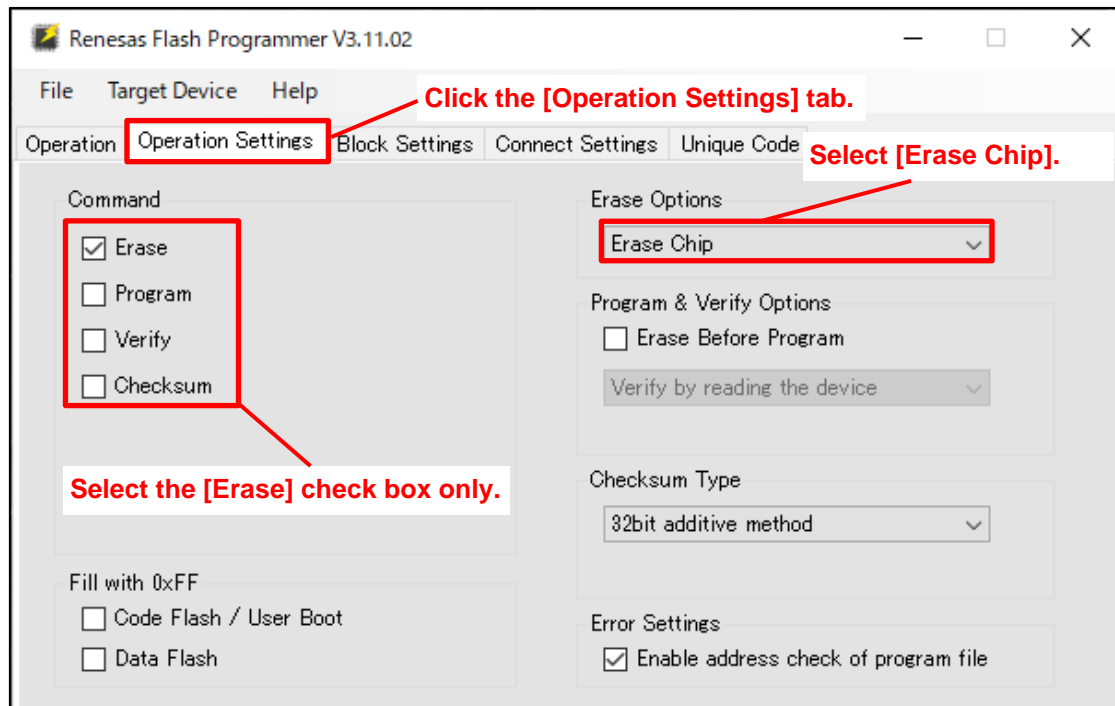 Renesas Flash Programmer V3.11.02
File Target Device Help
Click the [Operation Settings] tab.
Operation Operation Settings Block Settings Connect Settings Unique Code
Select [Erase Chip].
Command
Erase
Program
Verify
Checksum
Select the [Erase] check box only.
Fill with 0xFF
Code Flash / User Boot
Data Flash
Erase Options
Erase Chip
Program & Verify Options
Erase Before Program
Verify by reading the device
Checksum Type
32bit additive method
Error Settings
Enable address check of program file